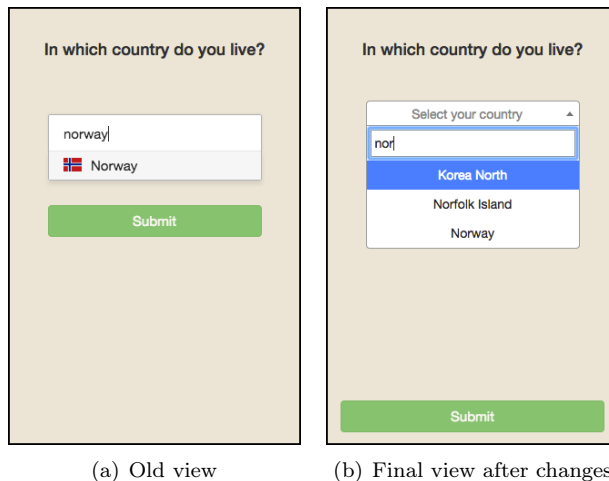 In which country do you live?
norway
Norway
Submit
(a) Old view
In which country do you live?
Select your country
nor
Korea North
Norfolk Island
Norway
Submit
(b) Final view after changes